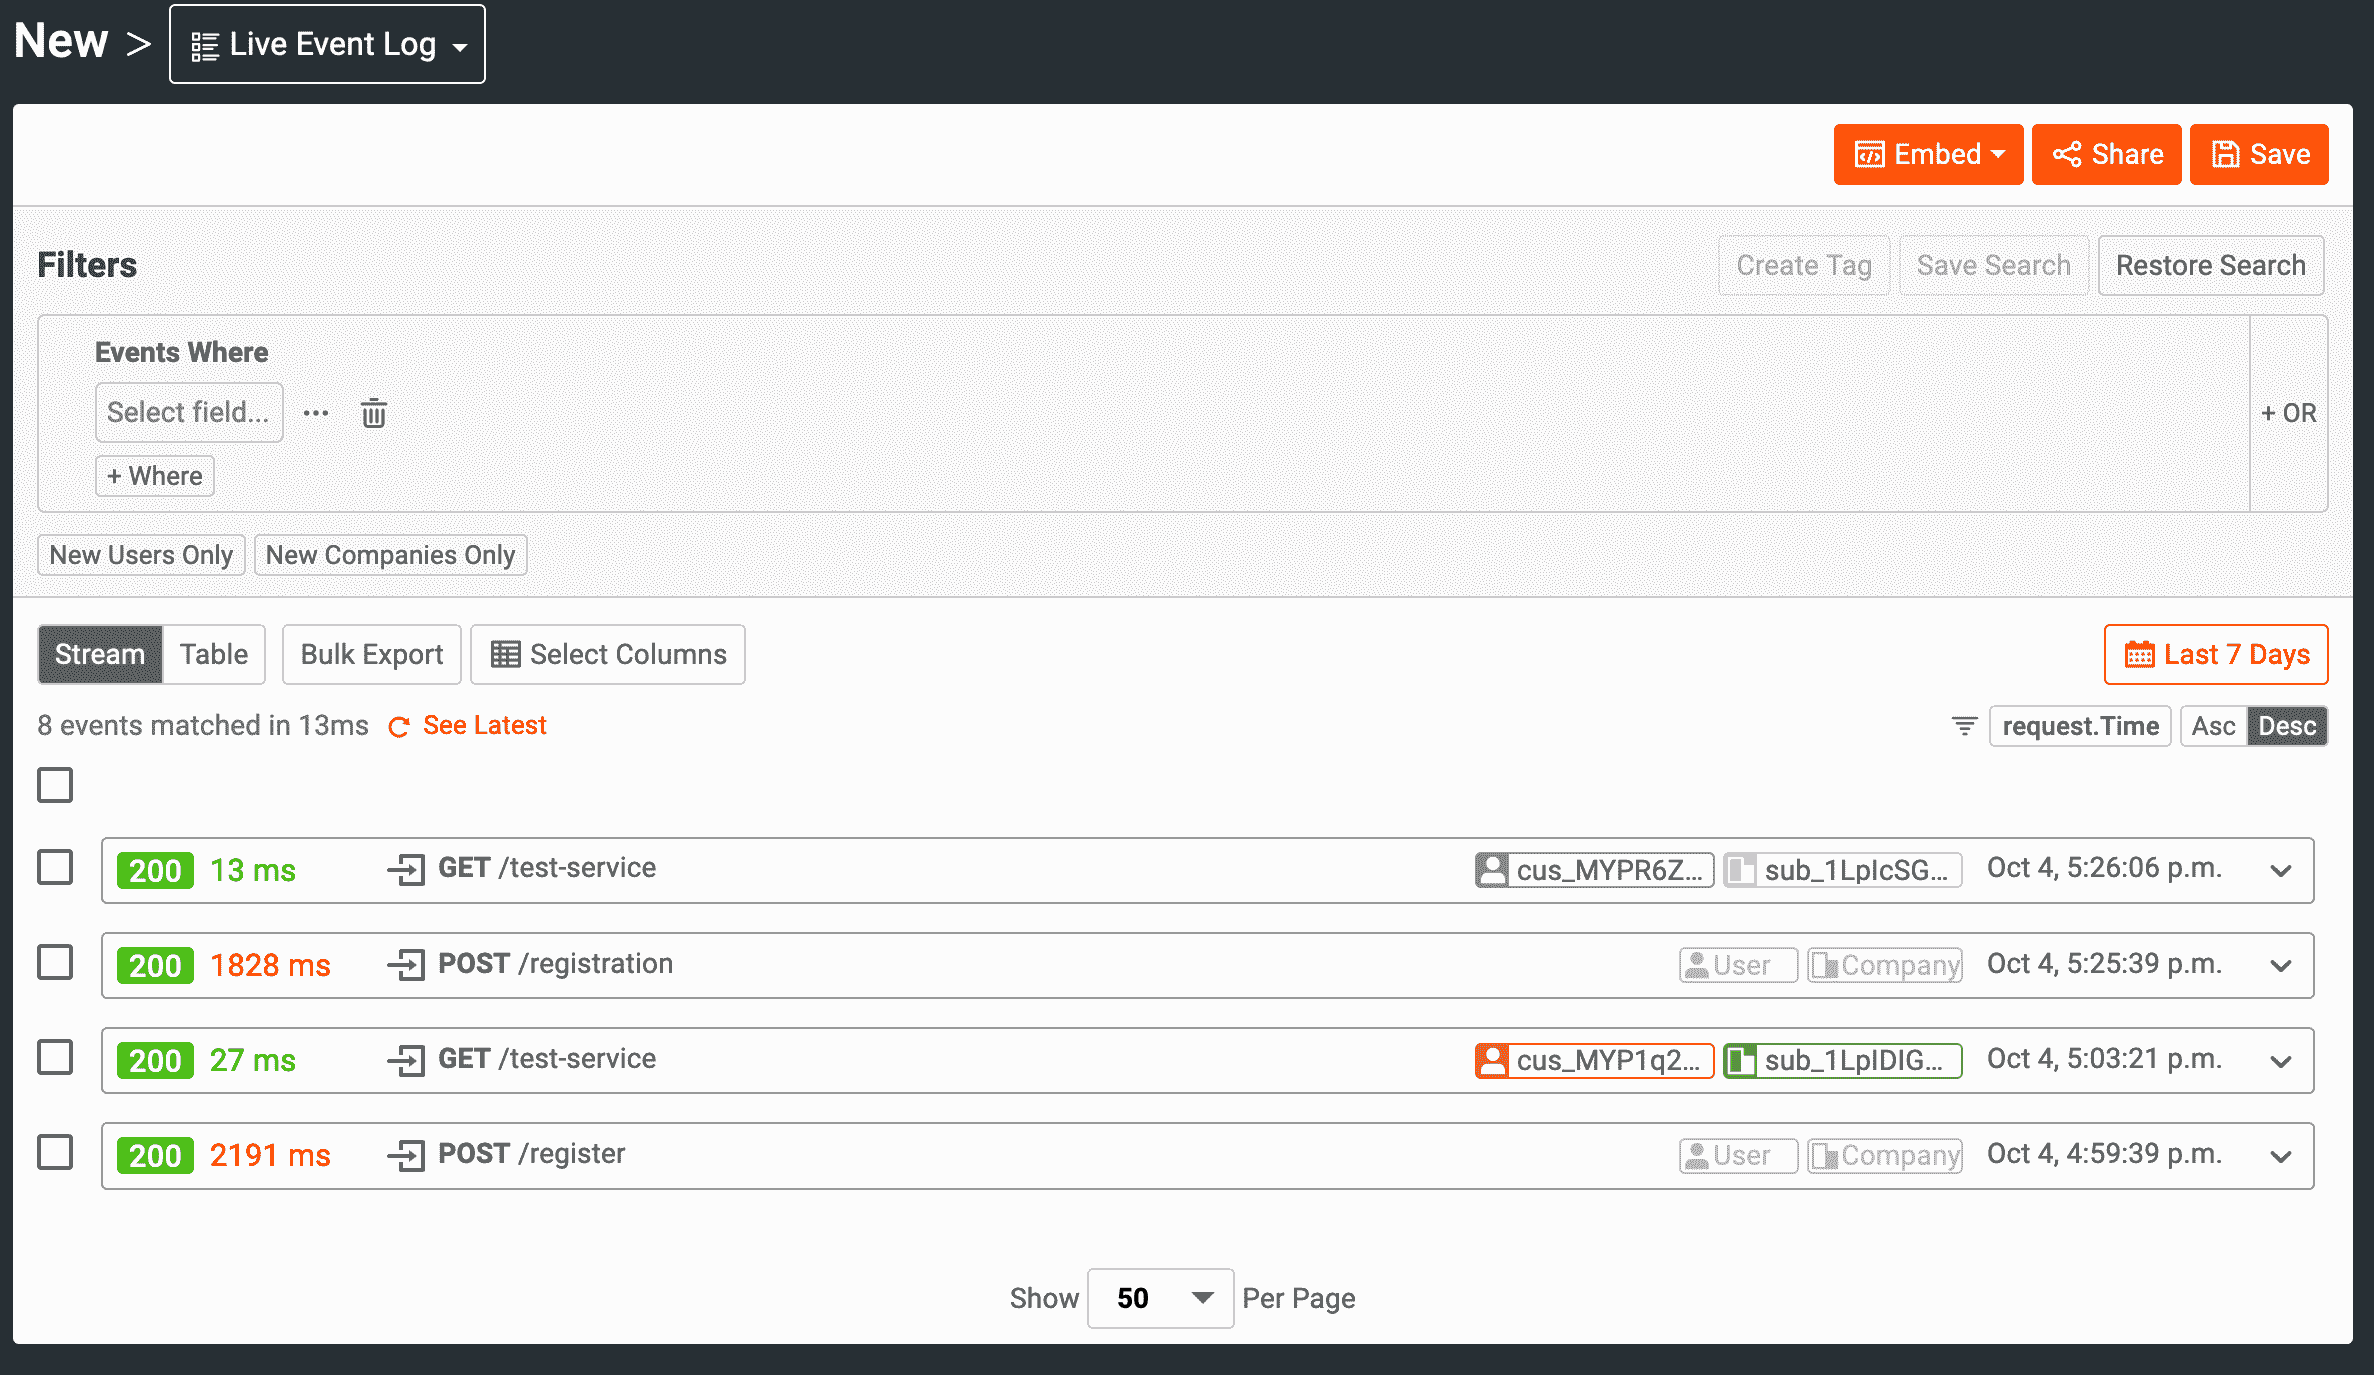 New > Live Event Log
Embed Share Save
Filters Create Tag Save Search Restore Search
Events Where
Select field... ...
+ OR
+ Where
New Users Only New Companies Only
Stream Table Bulk Export Select Columns Last 7 Days
8 events matched in 13ms See Latest request.Time Asc Desc
200 13 ms GET /test-service cus_MYPR6Z... sub_1LpIcSG... Oct 4, 5:26:06 p.m.
200 1828 ms POST /registration User Company Oct 4, 5:25:39 p.m.
200 27 ms GET /test-service cus_MYP1q2... sub_1LpIDIG... Oct 4, 5:03:21 p.m.
200 2191 ms POST /register User Company Oct 4, 4:59:39 p.m.
Show 50 Per Page